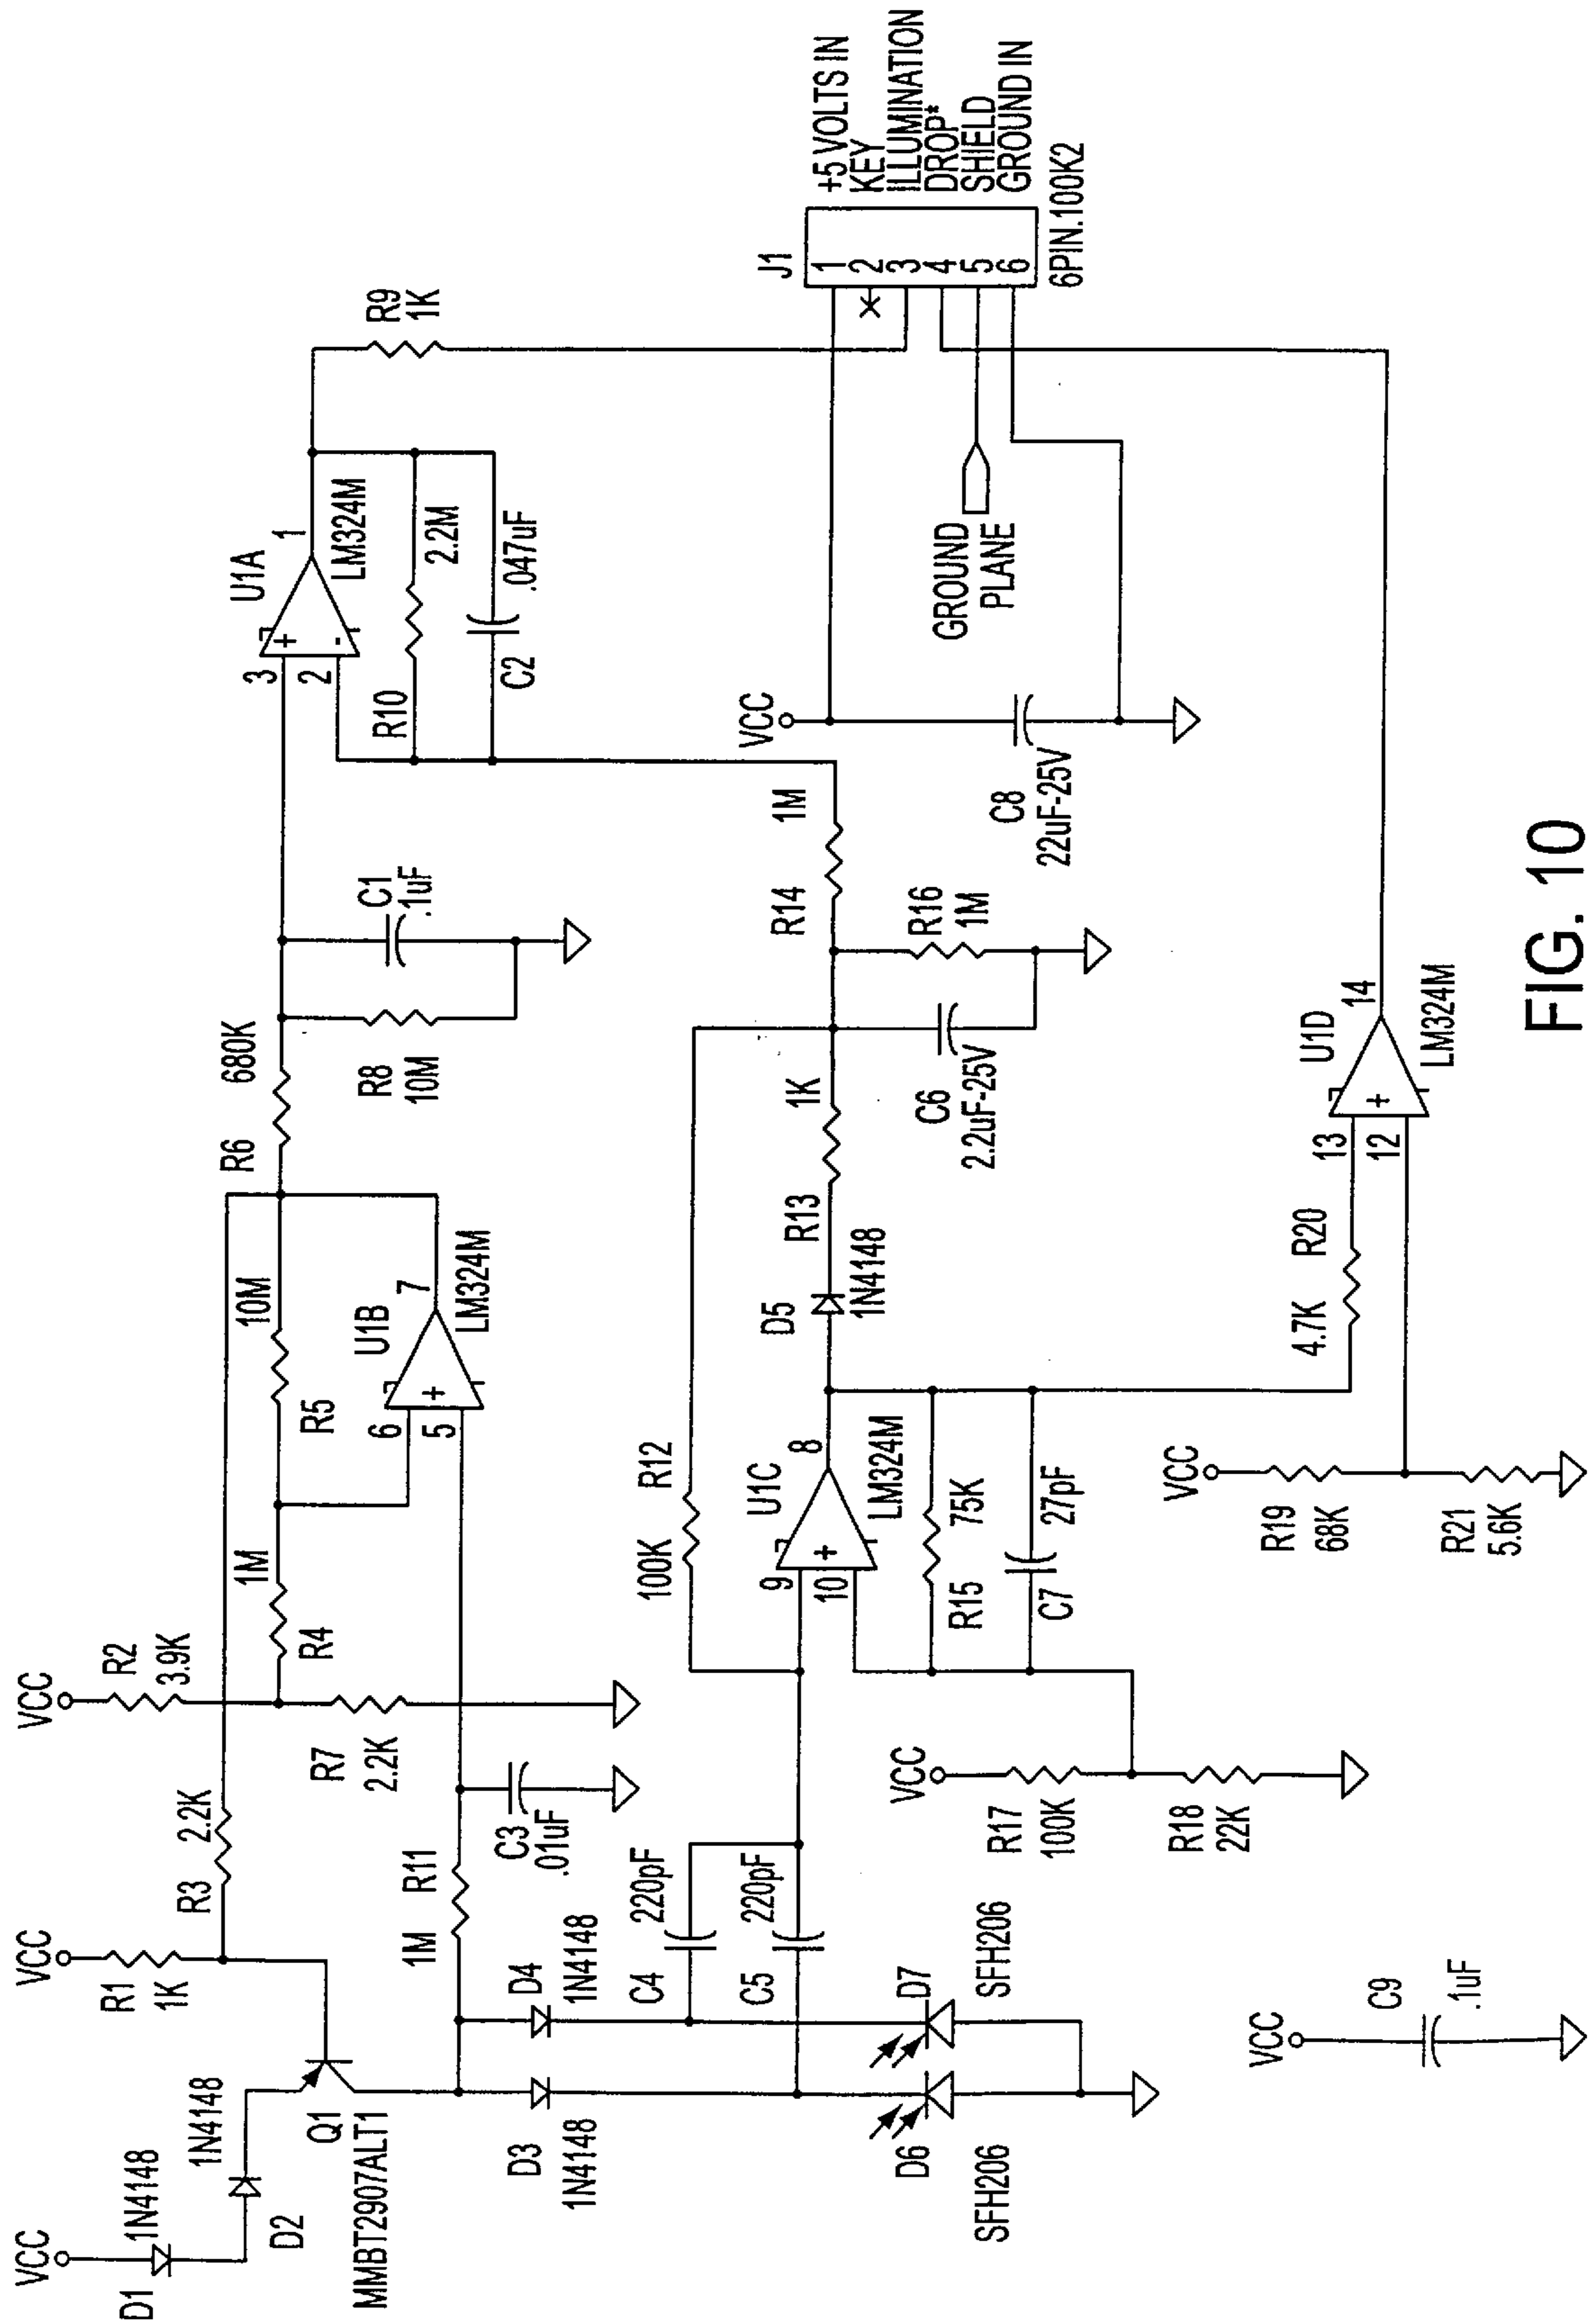 VCC
D1
1N4148
D2
1N4148
Q1
MMBT2907ALT1
VCC
R1
1K
R3
2.2K
VCC
R2
3.9K
R4
1M
R7
2.2K
R5
10M
6
5
+
U1B
7
LM324M
R6
680K
R8
10M
C1
.1uF
3
2
+
-
U1A
1
LM324M
R10
2.2M
C2
.047uF
R9
1K
1M
R11
C3
.01uF
D3
1N4148
D4
1N4148
C4
220pF
C5
220pF
D6
SFH206
D7
SFH206
100K
R12
9
10
+
U1C
8
LM324M
R15
75K
C7
27pF
VCC
R17
100K
R18
22K
D5
1N4148
R13
1K
C6
2.2uF-25V
R14
1M
R16
1M
VCC
C8
22uF-25V
GROUND
PLANE
J1
1
2
3
4
5
6
+5 VOLTS IN
KEY
ILLUMINATION
DROP*
SHIELD
GROUND IN
6PIN.100K2
VCC
R19
68K
R21
5.6K
4.7K
R20
13
12
+
U1D
14
LM324M
VCC
C9
.1uF
FIG. 10